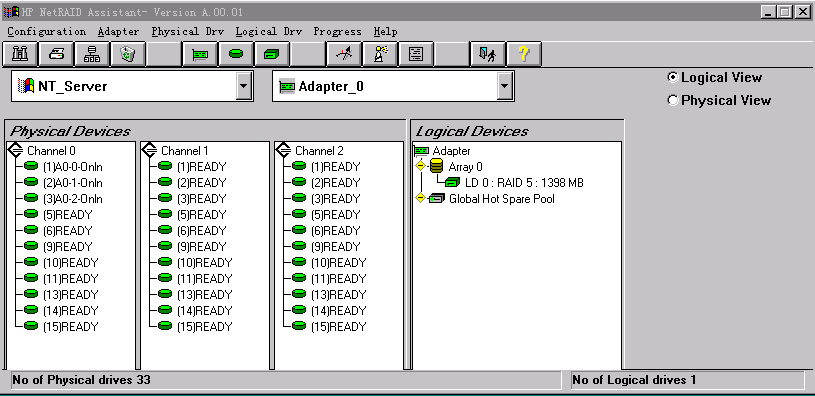 HP NetRAID Assistant- Version A.00.01
Configuration Adapter Physical Drv Logical Drv Progress Help
NT_Server
Adapter_0
Logical View
Physical View
Physical Devices
Channel 0
(1)A0-0-Onln
(2)A0-1-Onln
(3)A0-2-Onln
(5)READY
(6)READY
(9)READY
(10)READY
(11)READY
(13)READY
(14)READY
(15)READY
Channel 1
(1)READY
(2)READY
(3)READY
(5)READY
(6)READY
(9)READY
(10)READY
(11)READY
(13)READY
(14)READY
(15)READY
Channel 2
(1)READY
(2)READY
(3)READY
(5)READY
(6)READY
(9)READY
(10)READY
(11)READY
(13)READY
(14)READY
(15)READY
Logical Devices
Adapter
Array 0
LD 0 : RAID 5 : 1398 MB
Global Hot Spare Pool
No of Physical drives 33
No of Logical drives 1